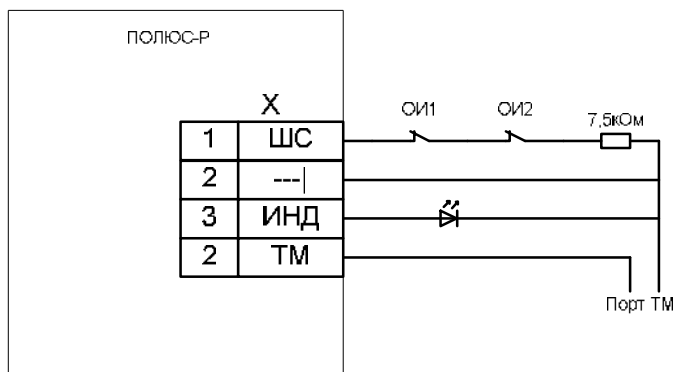 ПОЛЮС-Р
X
ОИ1 ОИ2 7,5кОм
1 ШС
2 ---|
3 ИНД
2 ТМ
Порт ТМ